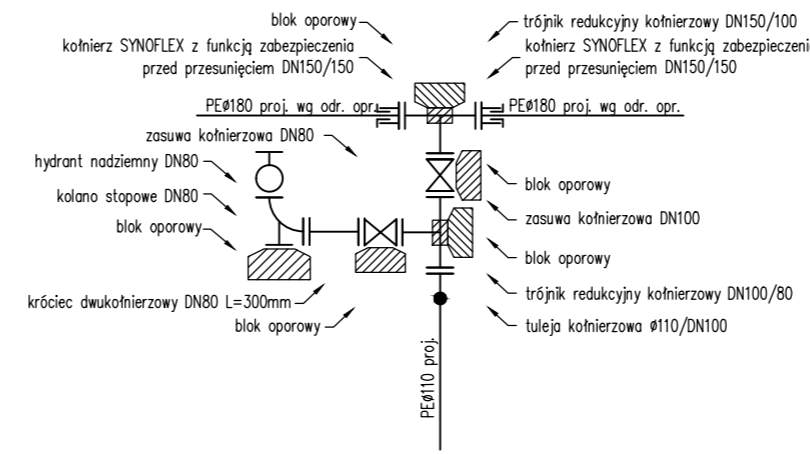 blok oporowy
kołnierz SYNOFLEX z funkcją zabezpieczenia
przed przesunięciem DN150/150
trójnik redukcyjny kołnierzowy DN150/100
kołnierz SYNOFLEX z funkcją zabezpieczeni
przed przesunięciem DN150/150
PEø180 proj. wg odr. opr.
PEø180 proj. wg odr. opr.
zasuwa kołnierzowa DN80
hydrant nadziemny DN80
kolano stopowe DN80
blok oporowy
blok oporowy
zasuwa kołnierzowa DN100
blok oporowy
króciec dwukołnierzowy DN80 L=300mm
blok oporowy
trójnik redukcyjny kołnierzowy DN100/80
tuleja kołnierzowa ø110/DN100
PEø110 proj.